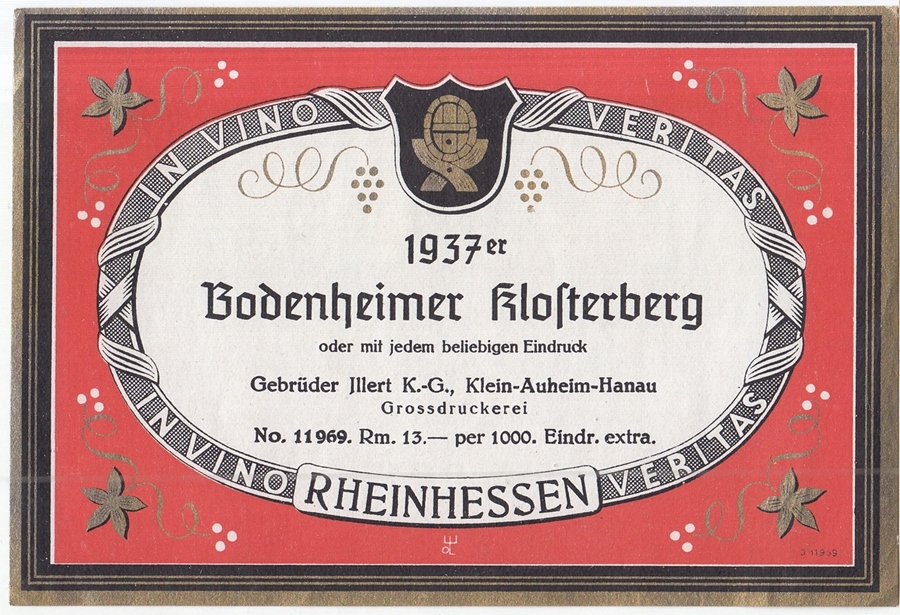 IN VINO VERITAS
1937er
Bodenheimer Kloſterberg
oder mit jedem beliebigen Eindruck
Gebrüder Jllert K.-G., Klein-Auheim-Hanau
Grossdruckerei
No. 11969. Rm. 13.— per 1000. Eindr. extra.
IN VINO VERITAS
RHEINHESSEN